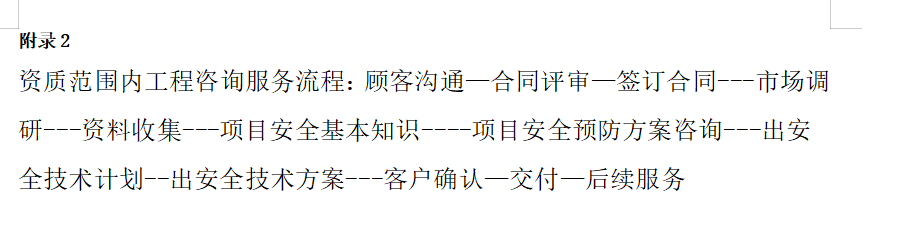 附录 2
资质范围内工程咨询服务流程：顾客沟通—合同评审—签订合同---市场调
研---资料收集---项目安全基本知识----项目安全预防方案咨询---出安
全技术计划--出安全技术方案---客户确认—交付—后续服务